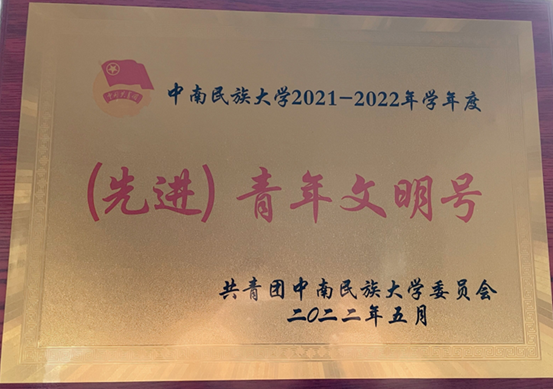 中南民族大学2021-2022年学年度
(先进) 青年文明号
共青团中南民族大学委员会
二〇二二年五月